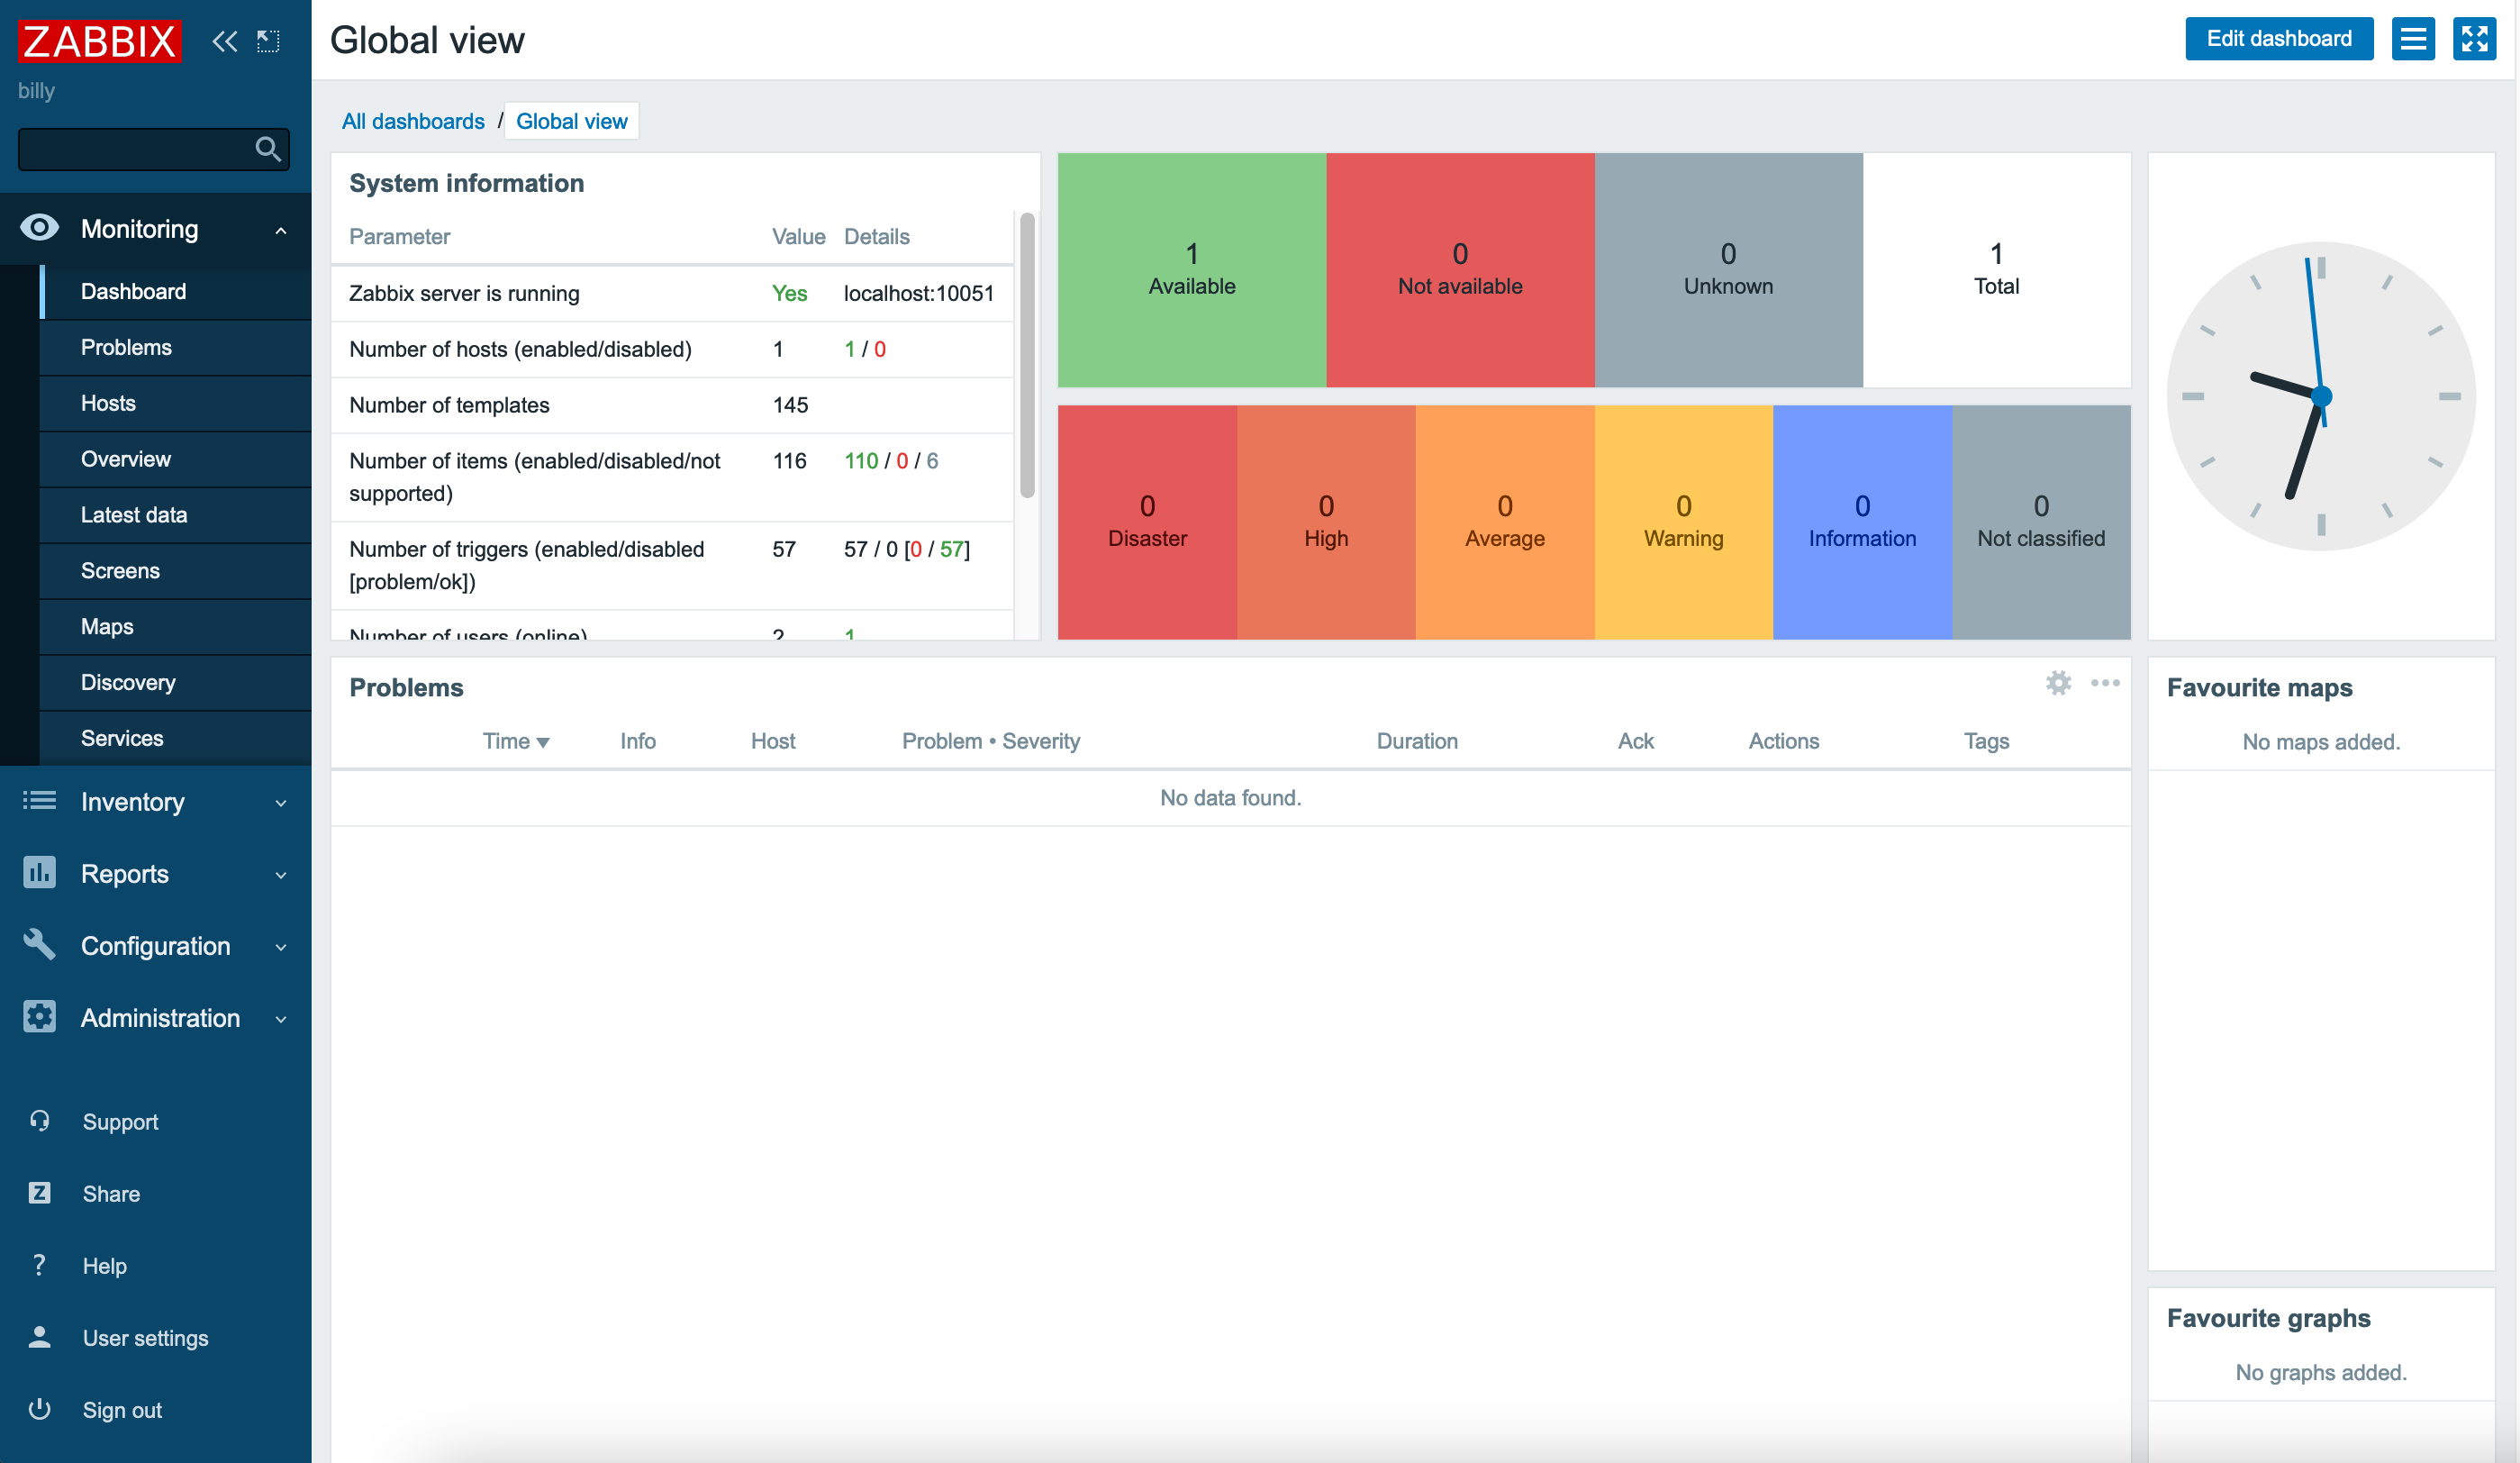 ZABBIX
billy
Monitoring
Dashboard
Problems
Hosts
Overview
Latest data
Screens
Maps
Discovery
Services
Inventory
Reports
Configuration
Administration
Support
Share
Help
User settings
Sign out
Global view
Edit dashboard
All dashboards / Global view
System information
Parameter Value Details
Zabbix server is running Yes localhost:10051
Number of hosts (enabled/disabled) 1 1 / 0
Number of templates 145
Number of items (enabled/disabled/not 116 110 / 0 / 6
supported)
Number of triggers (enabled/disabled 57 57 / 0 [0 / 57]
[problem/ok])
Number of users (online) 2 1
1 0 0 1
Available Not available Unknown Total
0 0 0 0 0 0
Disaster High Average Warning Information Not classified
Problems
Time Info Host Problem • Severity Duration Ack Actions Tags
No data found.
Favourite maps
No maps added.
Favourite graphs
No graphs added.